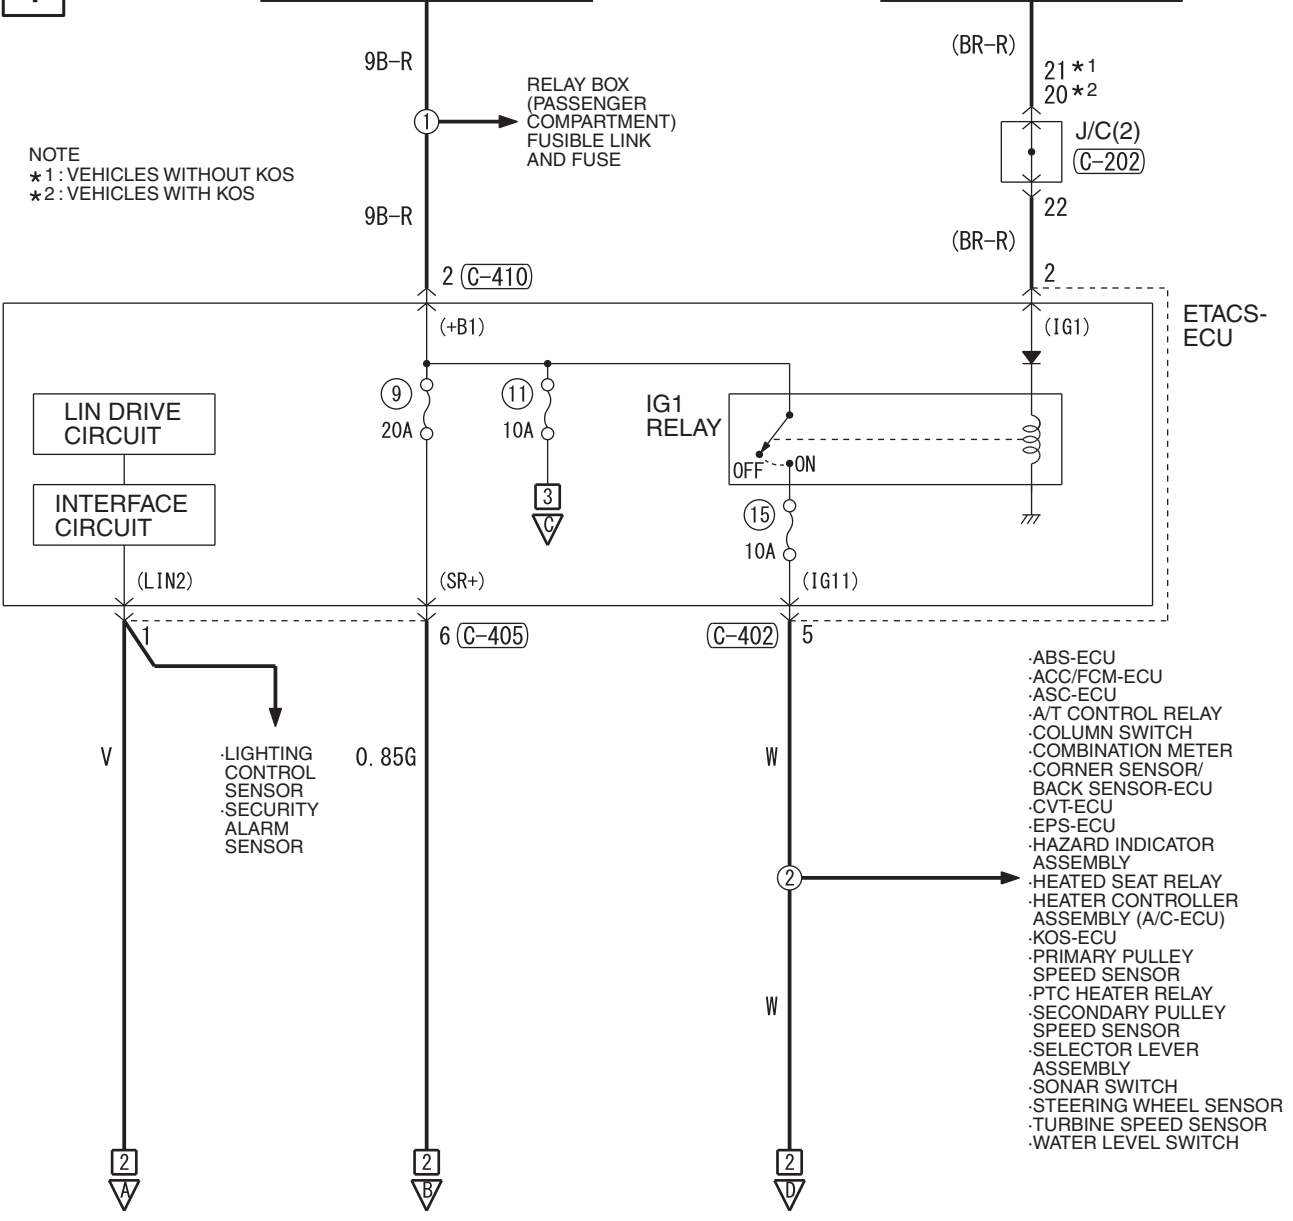 9B-R
(BR-R)
21*1
20*2
RELAY BOX
(PASSENGER
COMPARTMENT)
FUSIBLE LINK
AND FUSE
1
J/C(2)
C-202
NOTE
*1 : VEHICLES WITHOUT KOS
*2 : VEHICLES WITH KOS
9B-R
22
(BR-R)
2 C-410
2
ETACS-
ECU
(+B1)
(IG1)
9
20A
11
10A
IG1
RELAY
LIN DRIVE
CIRCUIT
OFF
ON
INTERFACE
CIRCUIT
3
C
15
10A
(LIN2)
(SR+)
(IG11)
1
6 C-405
C-402 5
·ABS-ECU
·ACC/FCM-ECU
·ASC-ECU
·A/T CONTROL RELAY
·COLUMN SWITCH
·COMBINATION METER
·CORNER SENSOR/
BACK SENSOR-ECU
·CVT-ECU
·EPS-ECU
·HAZARD INDICATOR
ASSEMBLY
·HEATED SEAT RELAY
·HEATER CONTROLLER
ASSEMBLY (A/C-ECU)
·KOS-ECU
·PRIMARY PULLEY
SPEED SENSOR
·PTC HEATER RELAY
·SECONDARY PULLEY
SPEED SENSOR
·SELECTOR LEVER
ASSEMBLY
·SONAR SWITCH
·STEERING WHEEL SENSOR
·TURBINE SPEED SENSOR
·WATER LEVEL SWITCH
V
·LIGHTING
CONTROL
SENSOR
·SECURITY
ALARM
SENSOR
0.85G
W
2
W
2
A
2
B
2
D